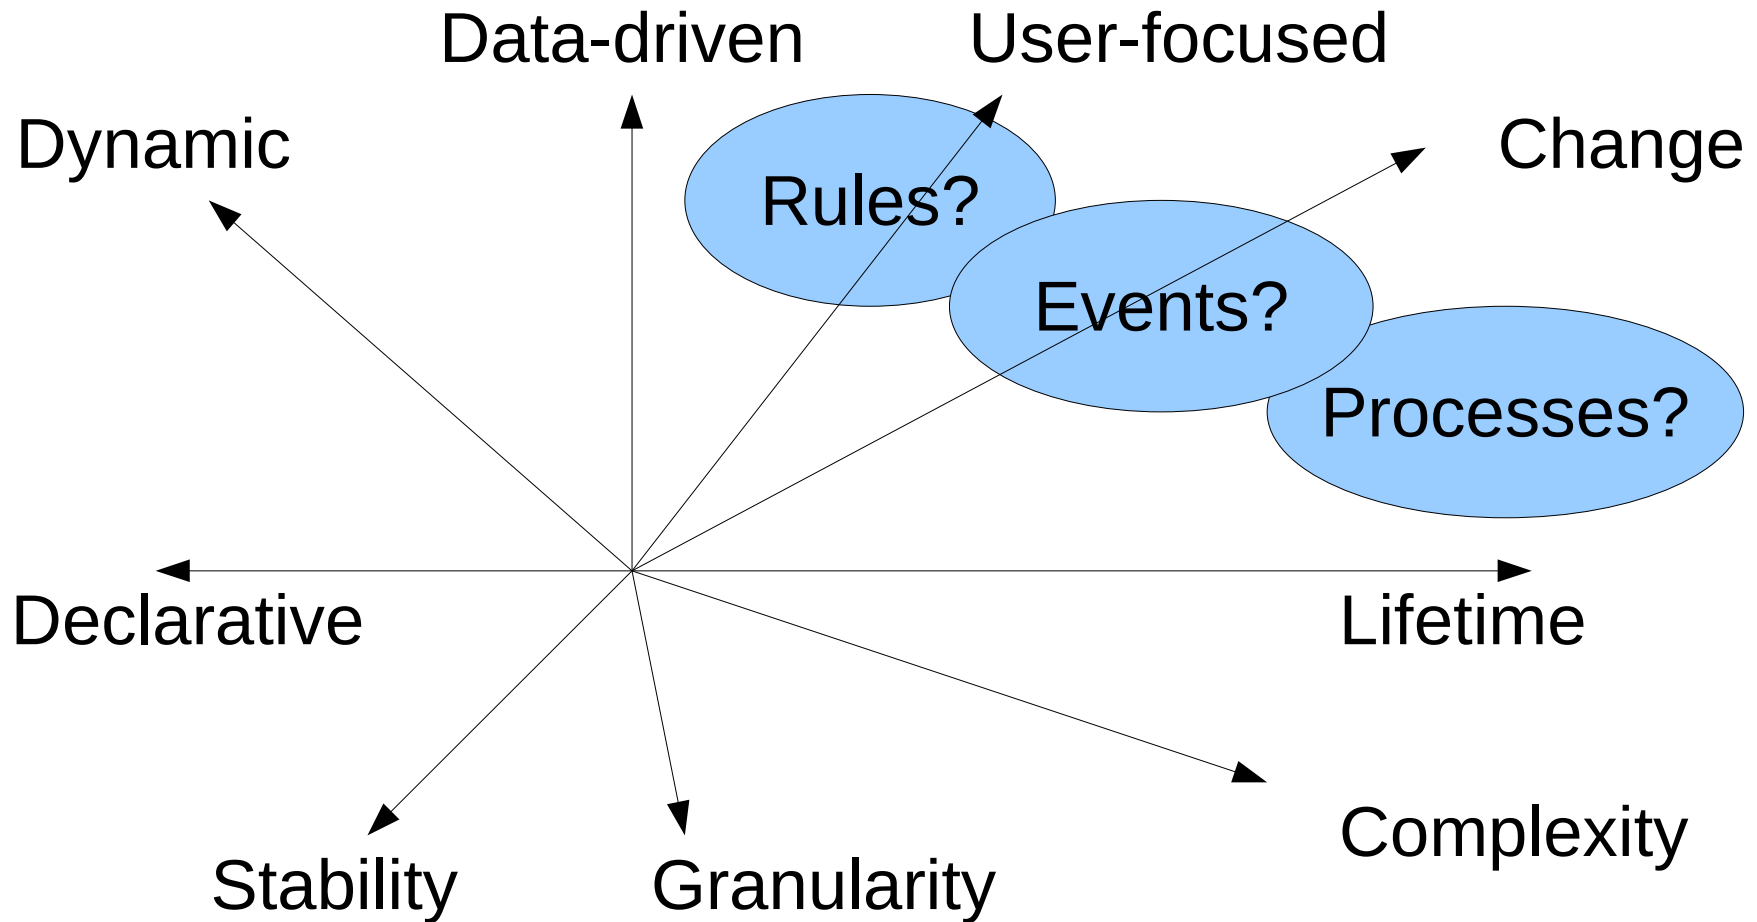 Data-driven
User-focused
Dynamic
Change
Rules?
Events?
Processes?
Declarative
Lifetime
Complexity
Stability
Granularity